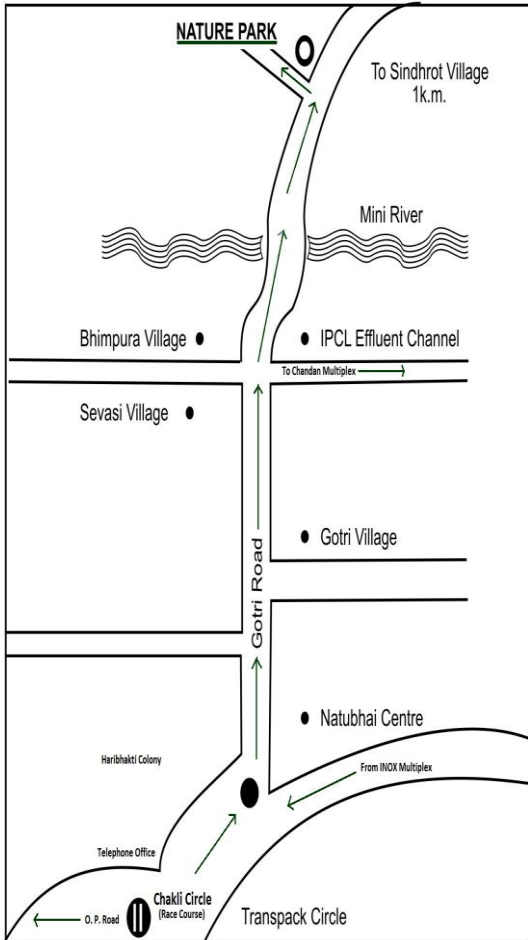 NATURE PARK
To Sindhrot Village
1k.m.
Mini River
Bhimpura Village
IPCL Effluent Channel
To Chandan Multiplex
Sevasi Village
Gotri Village
Gotri Road
Natubhai Centre
Haribhakti Colony
From INOX Multiplex
Telephone Office
Chakli Circle
(Race Course)
O. P. Road
Transpack Circle